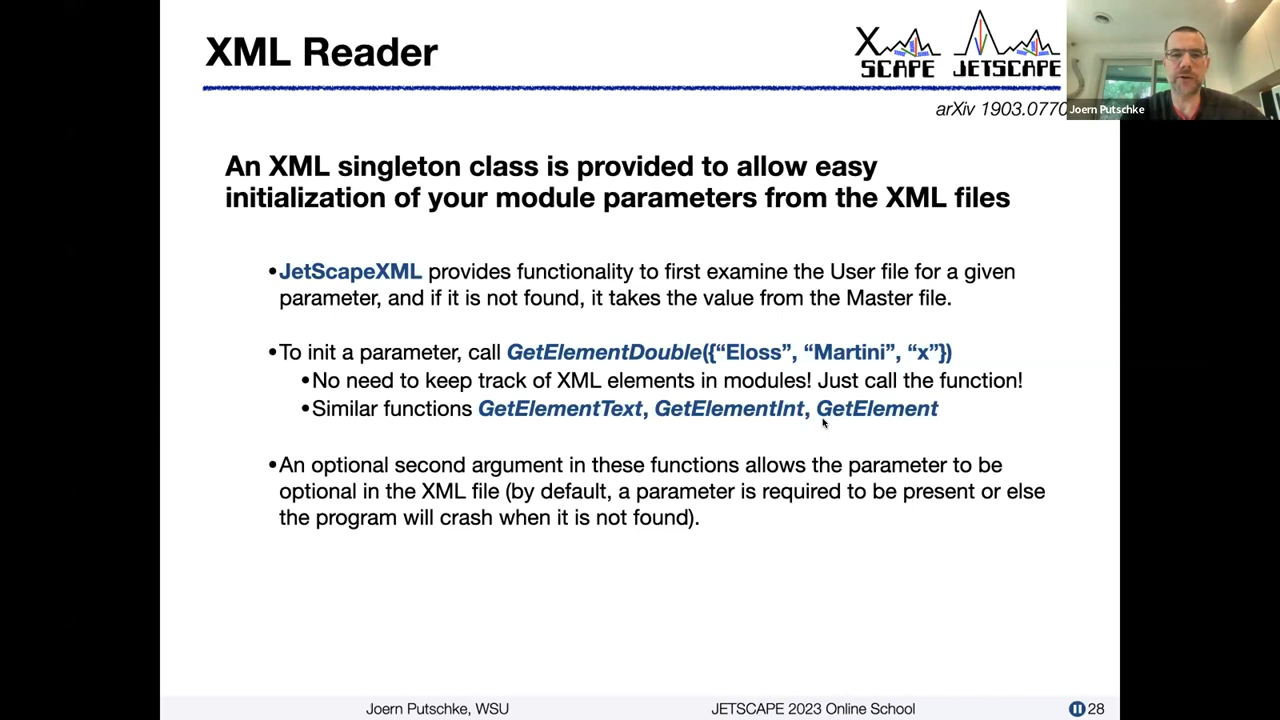 XML Reader
X
SCAPE
JETSCAPE
arXiv 1903.0770
Joern Putschke
An XML singleton class is provided to allow easy
initialization of your module parameters from the XML files
•JetScapeXML provides functionality to first examine the User file for a given
parameter, and if it is not found, it takes the value from the Master file.
•To init a parameter, call GetElementDouble({“Eloss”, “Martini”, “x”})
•No need to keep track of XML elements in modules! Just call the function!
•Similar functions GetElementText, GetElementInt, GetElement
•An optional second argument in these functions allows the parameter to be
optional in the XML file (by default, a parameter is required to be present or else
the program will crash when it is not found).
Joern Putschke, WSU
JETSCAPE 2023 Online School
28